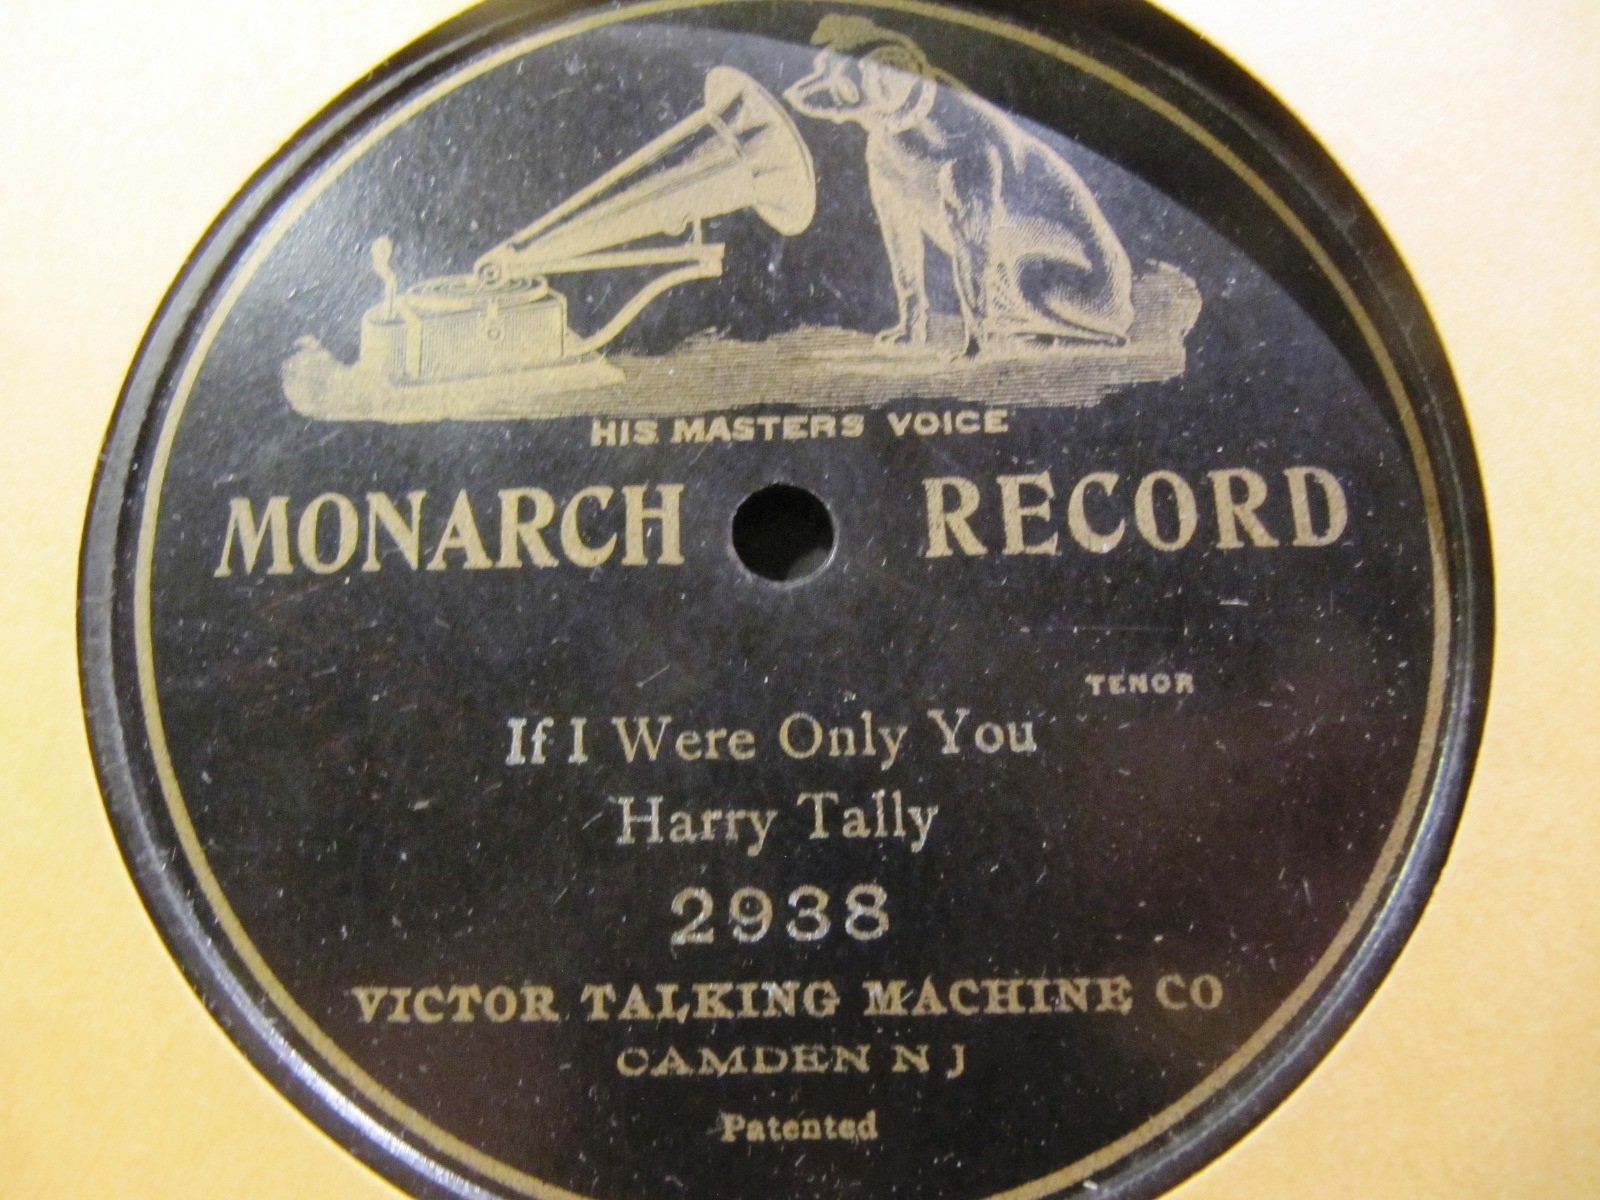 HIS MASTERS VOICE
MONARCH RECORD
TENOR
If I Were Only You
Harry Tally
2938
VICTOR TALKING MACHINE CO
CAMDEN N J
Patented